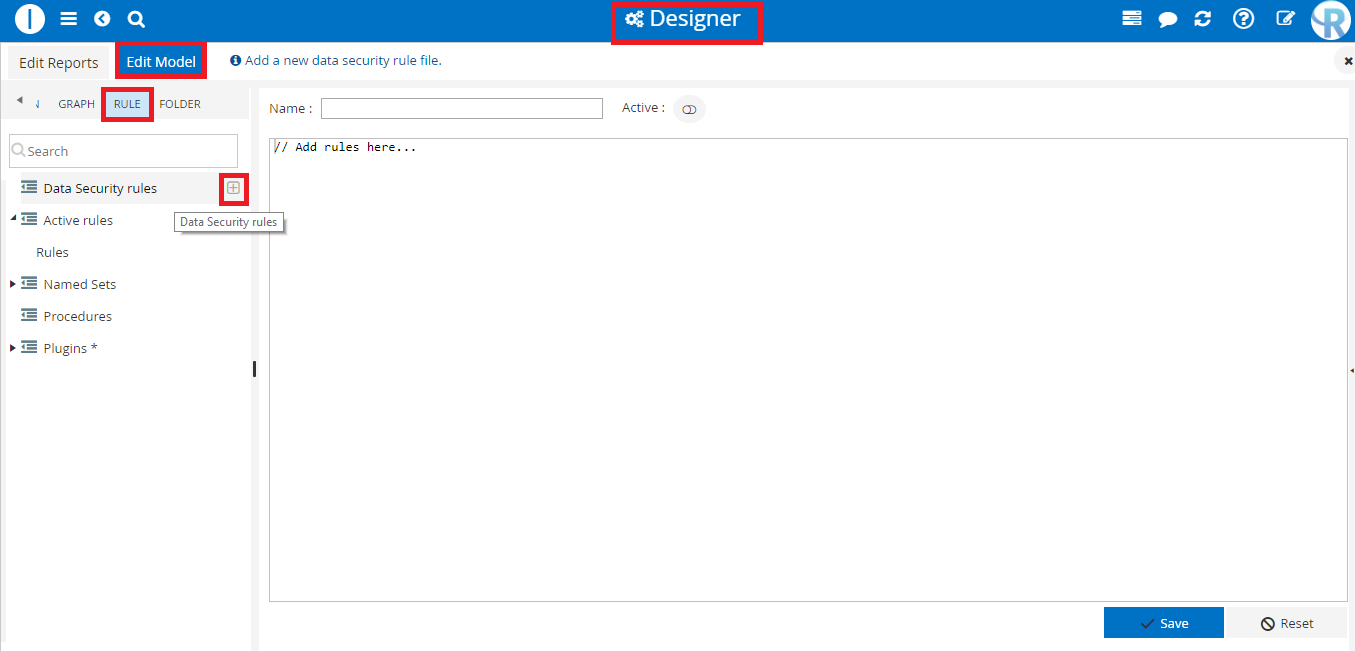 Designer
Edit Reports
Edit Model
Add a new data security rule file.
GRAPH
RULE
FOLDER
Name :
Active :
Search
// Add rules here...
Data Security rules
Active rules
Data Security rules
Rules
Named Sets
Procedures
Plugins *
Save
Reset